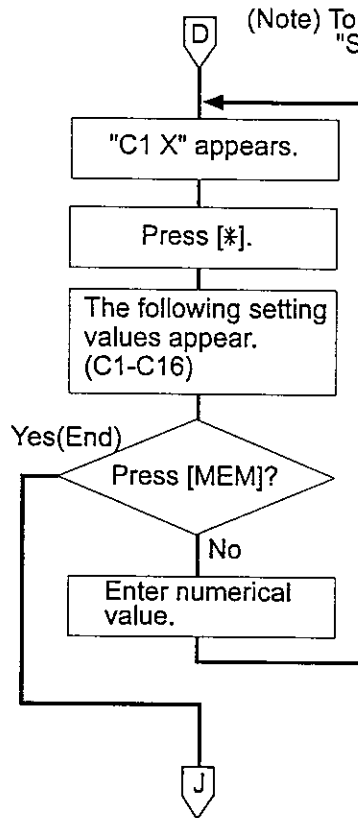 D
(Note) To
"S
"C1 X" appears.
Press [*].
The following setting
values appear.
(C1-C16)
Yes(End)
Press [MEM]?
No
Enter numerical
value.
J